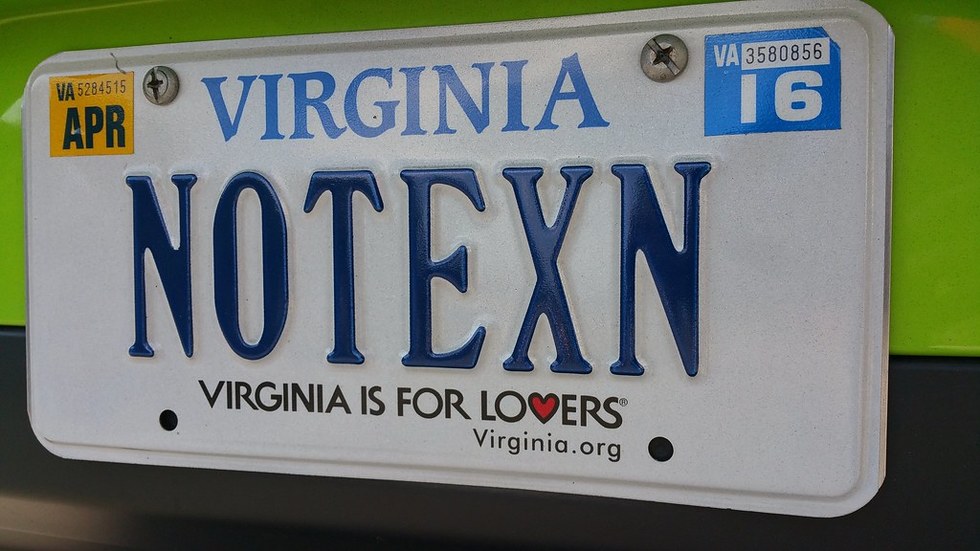 VA 5284515
APR
VIRGINIA
VA 3580856
16
NOTEXN
VIRGINIA IS FOR LOVERS®
Virginia.org